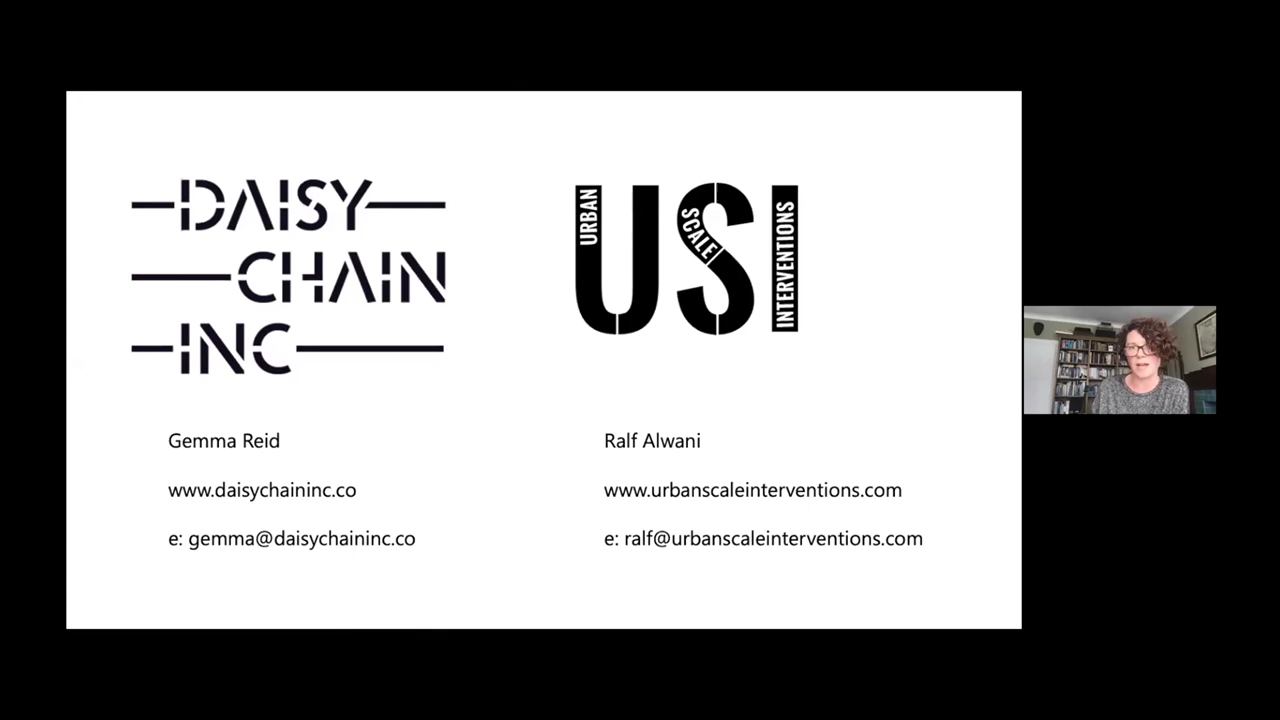 DAISY
CHAIN
INC
URBAN
SCALE
INTERVENTIONS
USI
Gemma Reid
www.daisychaininc.co
e: gemma@daisychaininc.co
Ralf Alwani
www.urbanscaleinterventions.com
e: ralf@urbanscaleinterventions.com